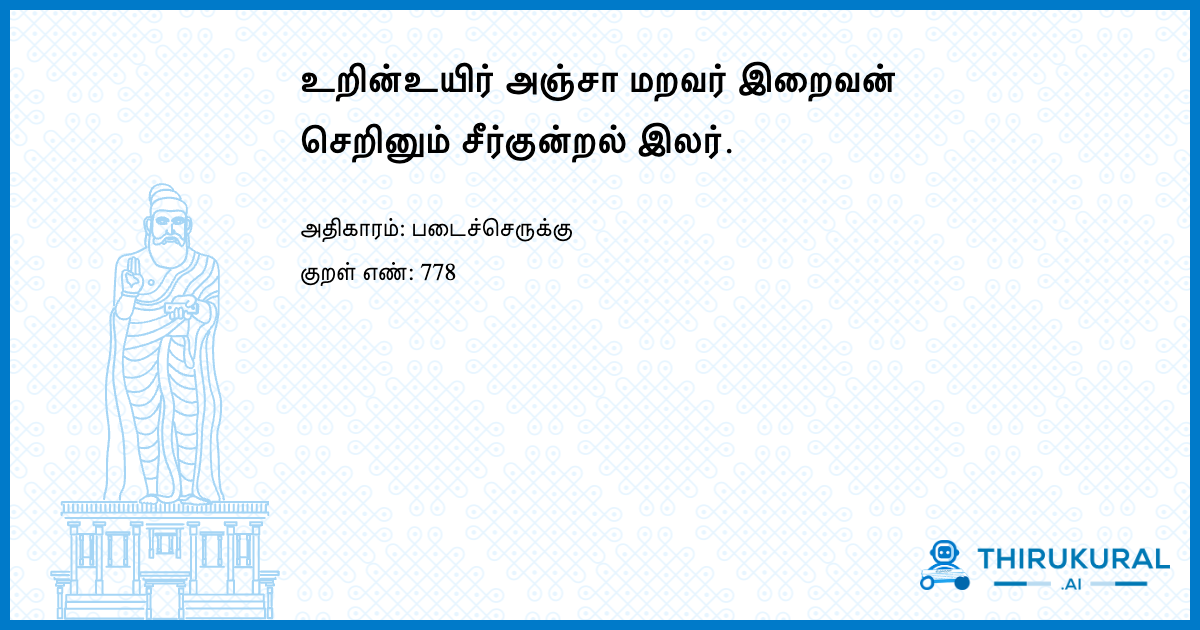 உறின்உயிர் அஞ்சா மறவர் இறைவன்
செறினும் சீர்குன்றல் இலர்.
அதிகாரம்: படைச்செருக்கு
குறள் எண்: 778
THIRUKURAL
.AI